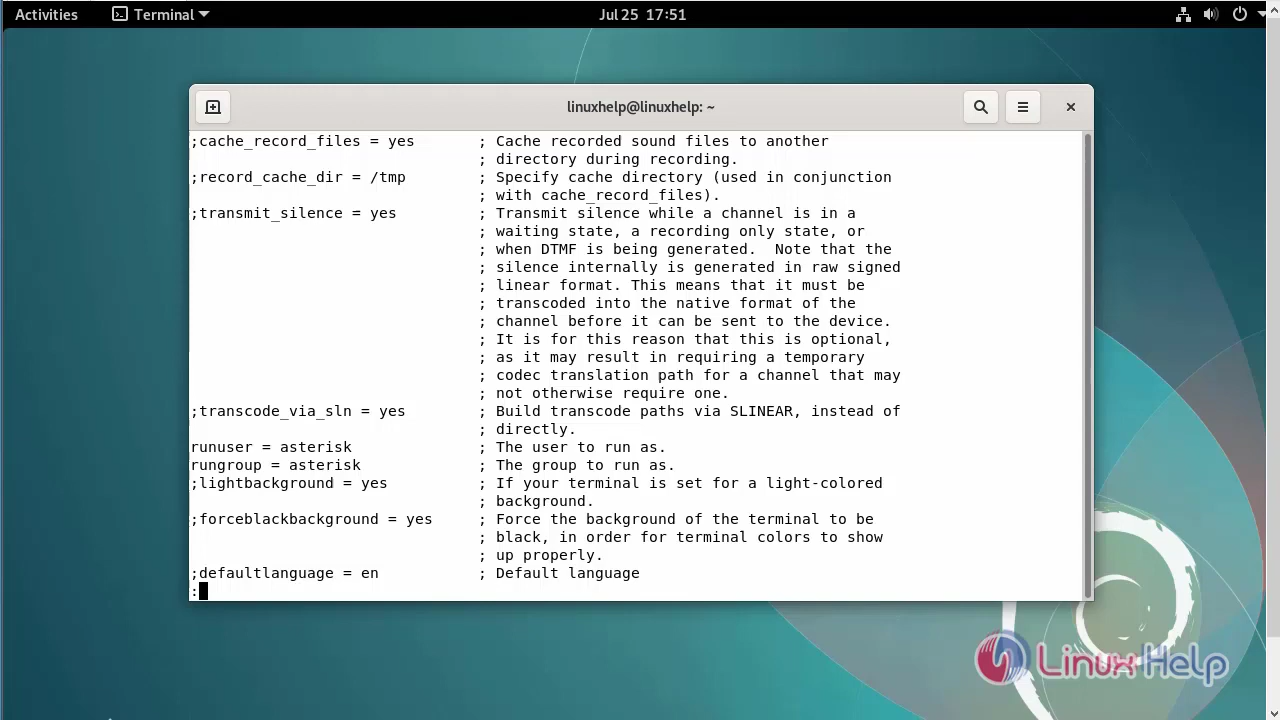 Activities Terminal Jul 25 17:51
linuxhelp@linuxhelp: ~
;cache_record_files = yes ; Cache recorded sound files to another
; directory during recording.
;record_cache_dir = /tmp ; Specify cache directory (used in conjunction
; with cache_record_files).
;transmit_silence = yes ; Transmit silence while a channel is in a
; waiting state, a recording only state, or
; when DTMF is being generated.  Note that the
; silence internally is generated in raw signed
; linear format. This means that it must be
; transcoded into the native format of the
; channel before it can be sent to the device.
; It is for this reason that this is optional,
; as it may result in requiring a temporary
; codec translation path for a channel that may
; not otherwise require one.
;transcode_via_sln = yes ; Build transcode paths via SLINEAR, instead of
; directly.
runuser = asterisk ; The user to run as.
rungroup = asterisk ; The group to run as.
;lightbackground = yes ; If your terminal is set for a light-colored
; background.
;forceblackbackground = yes ; Force the background of the terminal to be
; black, in order for terminal colors to show
; up properly.
;defaultlanguage = en ; Default language
:
Linux Help